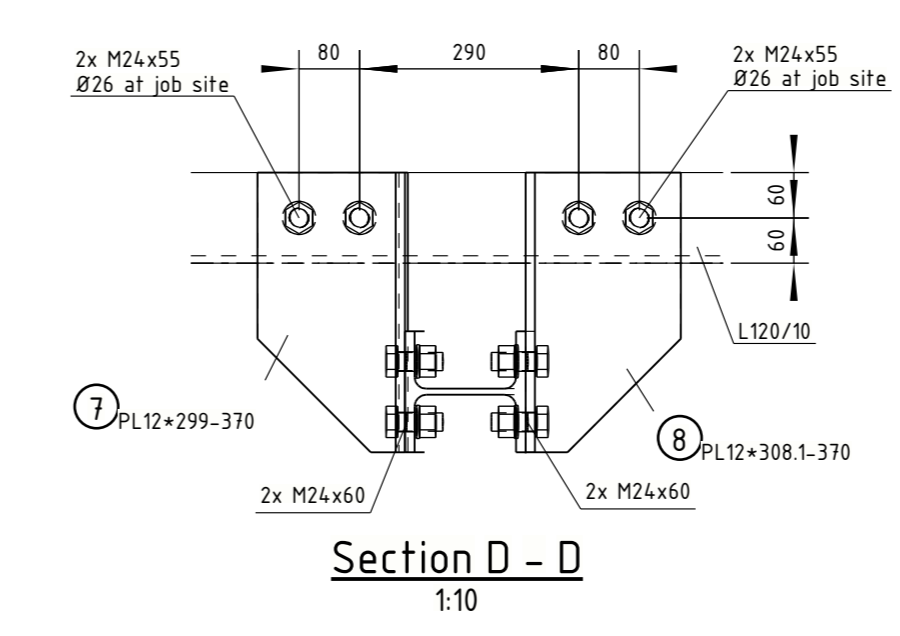 2x M24x55
Ø26 at job site
80
290
80
2x M24x55
Ø26 at job site
60
60
L120/10
7
PL12*299-370
8
PL12*308.1-370
2x M24x60
2x M24x60
Section D - D
1:10